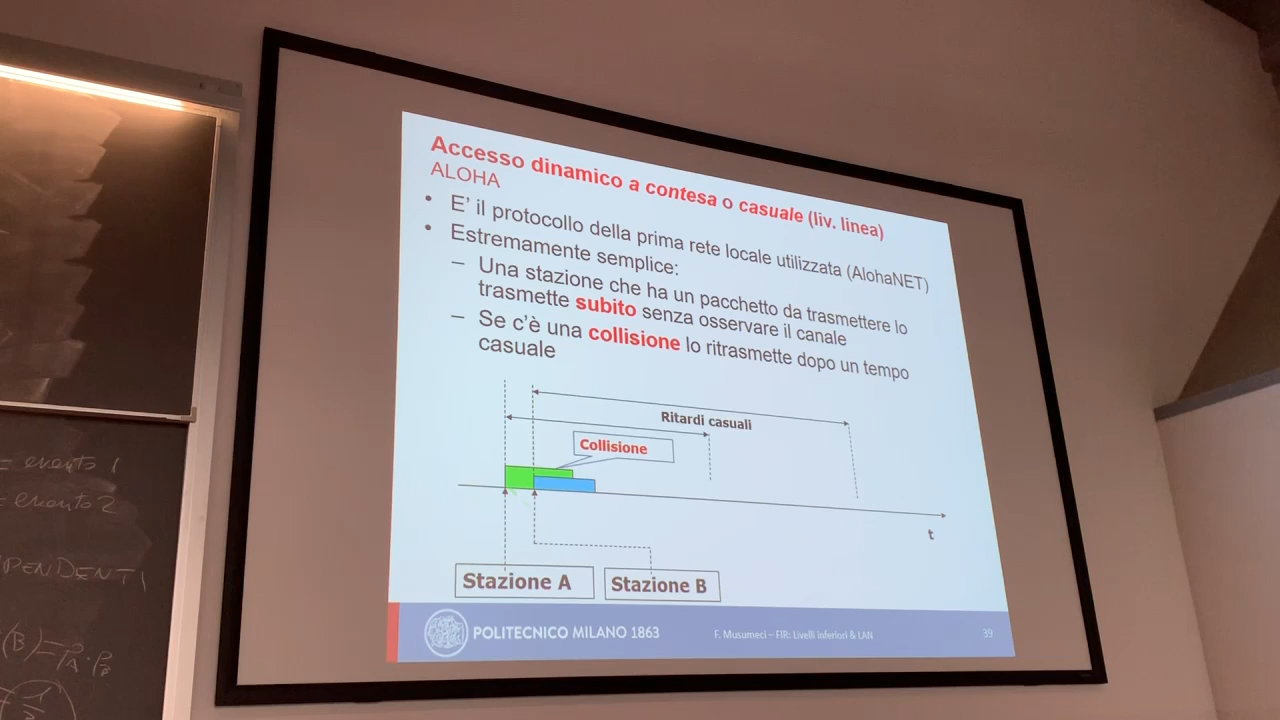 = evento 1
= evento 2
PENDENTI
(B)=P_A·P_B
Accesso dinamico a contesa o casuale (liv. linea)
ALOHA
• E' il protocollo della prima rete locale utilizzata (AlohaNET)
• Estremamente semplice:
– Una stazione che ha un pacchetto da trasmettere lo
trasmette subito senza osservare il canale
– Se c'è una collisione lo ritrasmette dopo un tempo
casuale
Ritardi casuali
Collisione
t
Stazione A
Stazione B
POLITECNICO MILANO 1863
F. Musumeci – FIR: Livelli inferiori & LAN
39